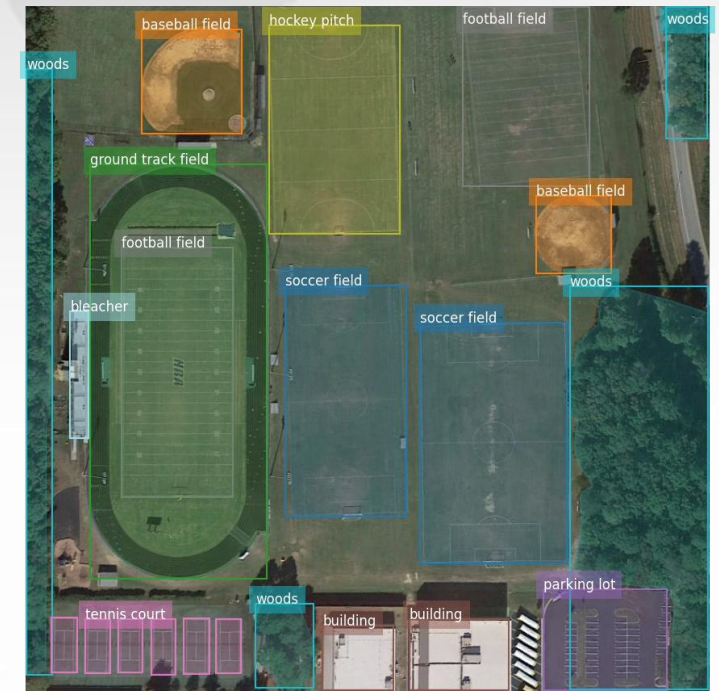 hockey pitch
football field
woods
baseball field
woods
ground track field
baseball field
football field
soccer field
woods
bleacher
soccer field
HRA
parking lot
woods
tennis court
building
building